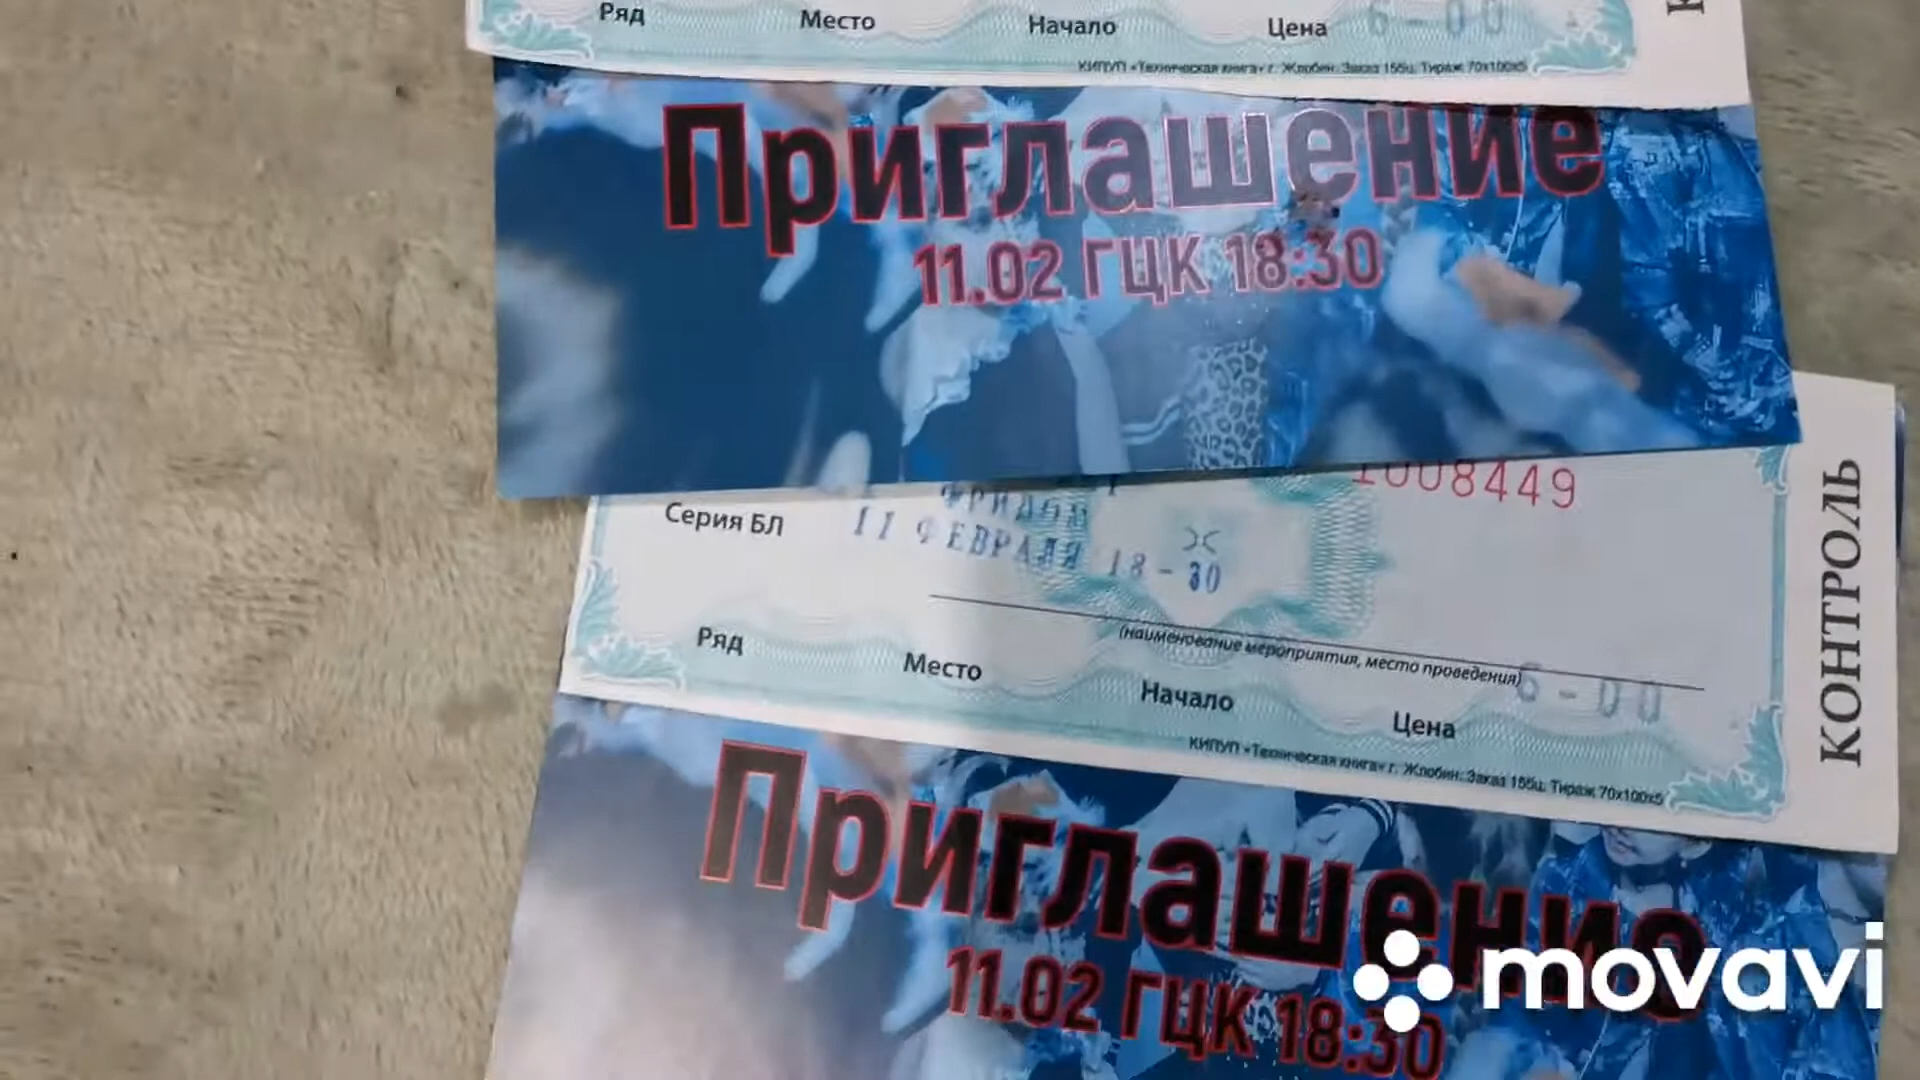 Ряд Место Начало Цена 6-00
КИПУП «Техническая книга» г. Жлобин. Заказ 155ц. Тираж 70х100х5
Приглашение
11.02 ГЦК 18:30
1008449
Серия БЛ
11 ФЕВРАЛЯ 18-30
(наименование мероприятия, место проведения)
Ряд Место Начало Цена 6-00
КИПУП «Техническая книга» г. Жлобин. Заказ 155ц. Тираж 70х100х5
КОНТРОЛЬ
Приглашение
11.02 ГЦК 18:30
movavi